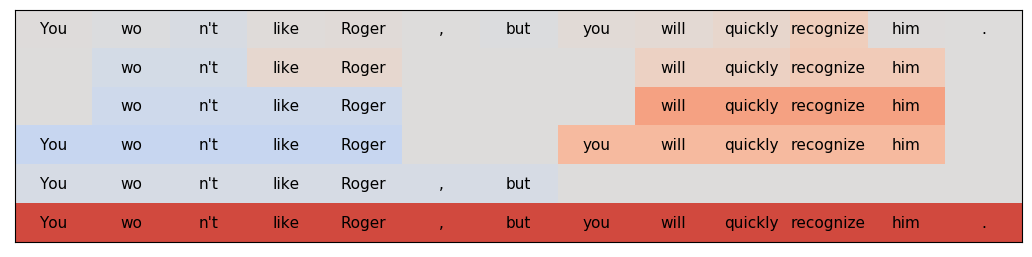 You wo n't like Roger , but you will quickly recognize him .
wo n't like Roger will quickly recognize him
wo n't like Roger will quickly recognize him
You wo n't like Roger you will quickly recognize him
You wo n't like Roger , but
You wo n't like Roger , but you will quickly recognize him .